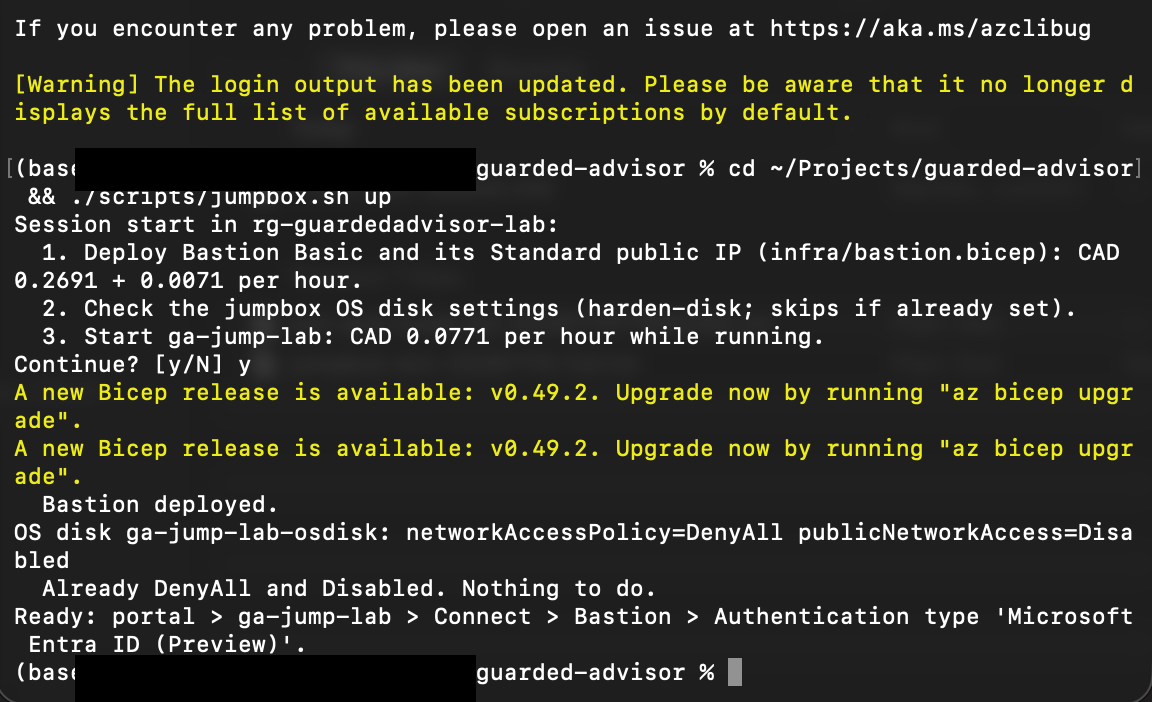 If you encounter any problem, please open an issue at https://aka.ms/azclibug
[Warning] The login output has been updated. Please be aware that it no longer d
isplays the full list of available subscriptions by default.
[(base guarded-advisor % cd ~/Projects/guarded-advisor]
&& ./scripts/jumpbox.sh up
Session start in rg-guardedadvisor-lab:
1. Deploy Bastion Basic and its Standard public IP (infra/bastion.bicep): CAD
0.2691 + 0.0071 per hour.
2. Check the jumpbox OS disk settings (harden-disk; skips if already set).
3. Start ga-jump-lab: CAD 0.0771 per hour while running.
Continue? [y/N] y
A new Bicep release is available: v0.49.2. Upgrade now by running "az bicep upgr
ade".
A new Bicep release is available: v0.49.2. Upgrade now by running "az bicep upgr
ade".
Bastion deployed.
OS disk ga-jump-lab-osdisk: networkAccessPolicy=DenyAll publicNetworkAccess=Disa
bled
Already DenyAll and Disabled. Nothing to do.
Ready: portal > ga-jump-lab > Connect > Bastion > Authentication type 'Microsoft
Entra ID (Preview)'.
(base guarded-advisor %